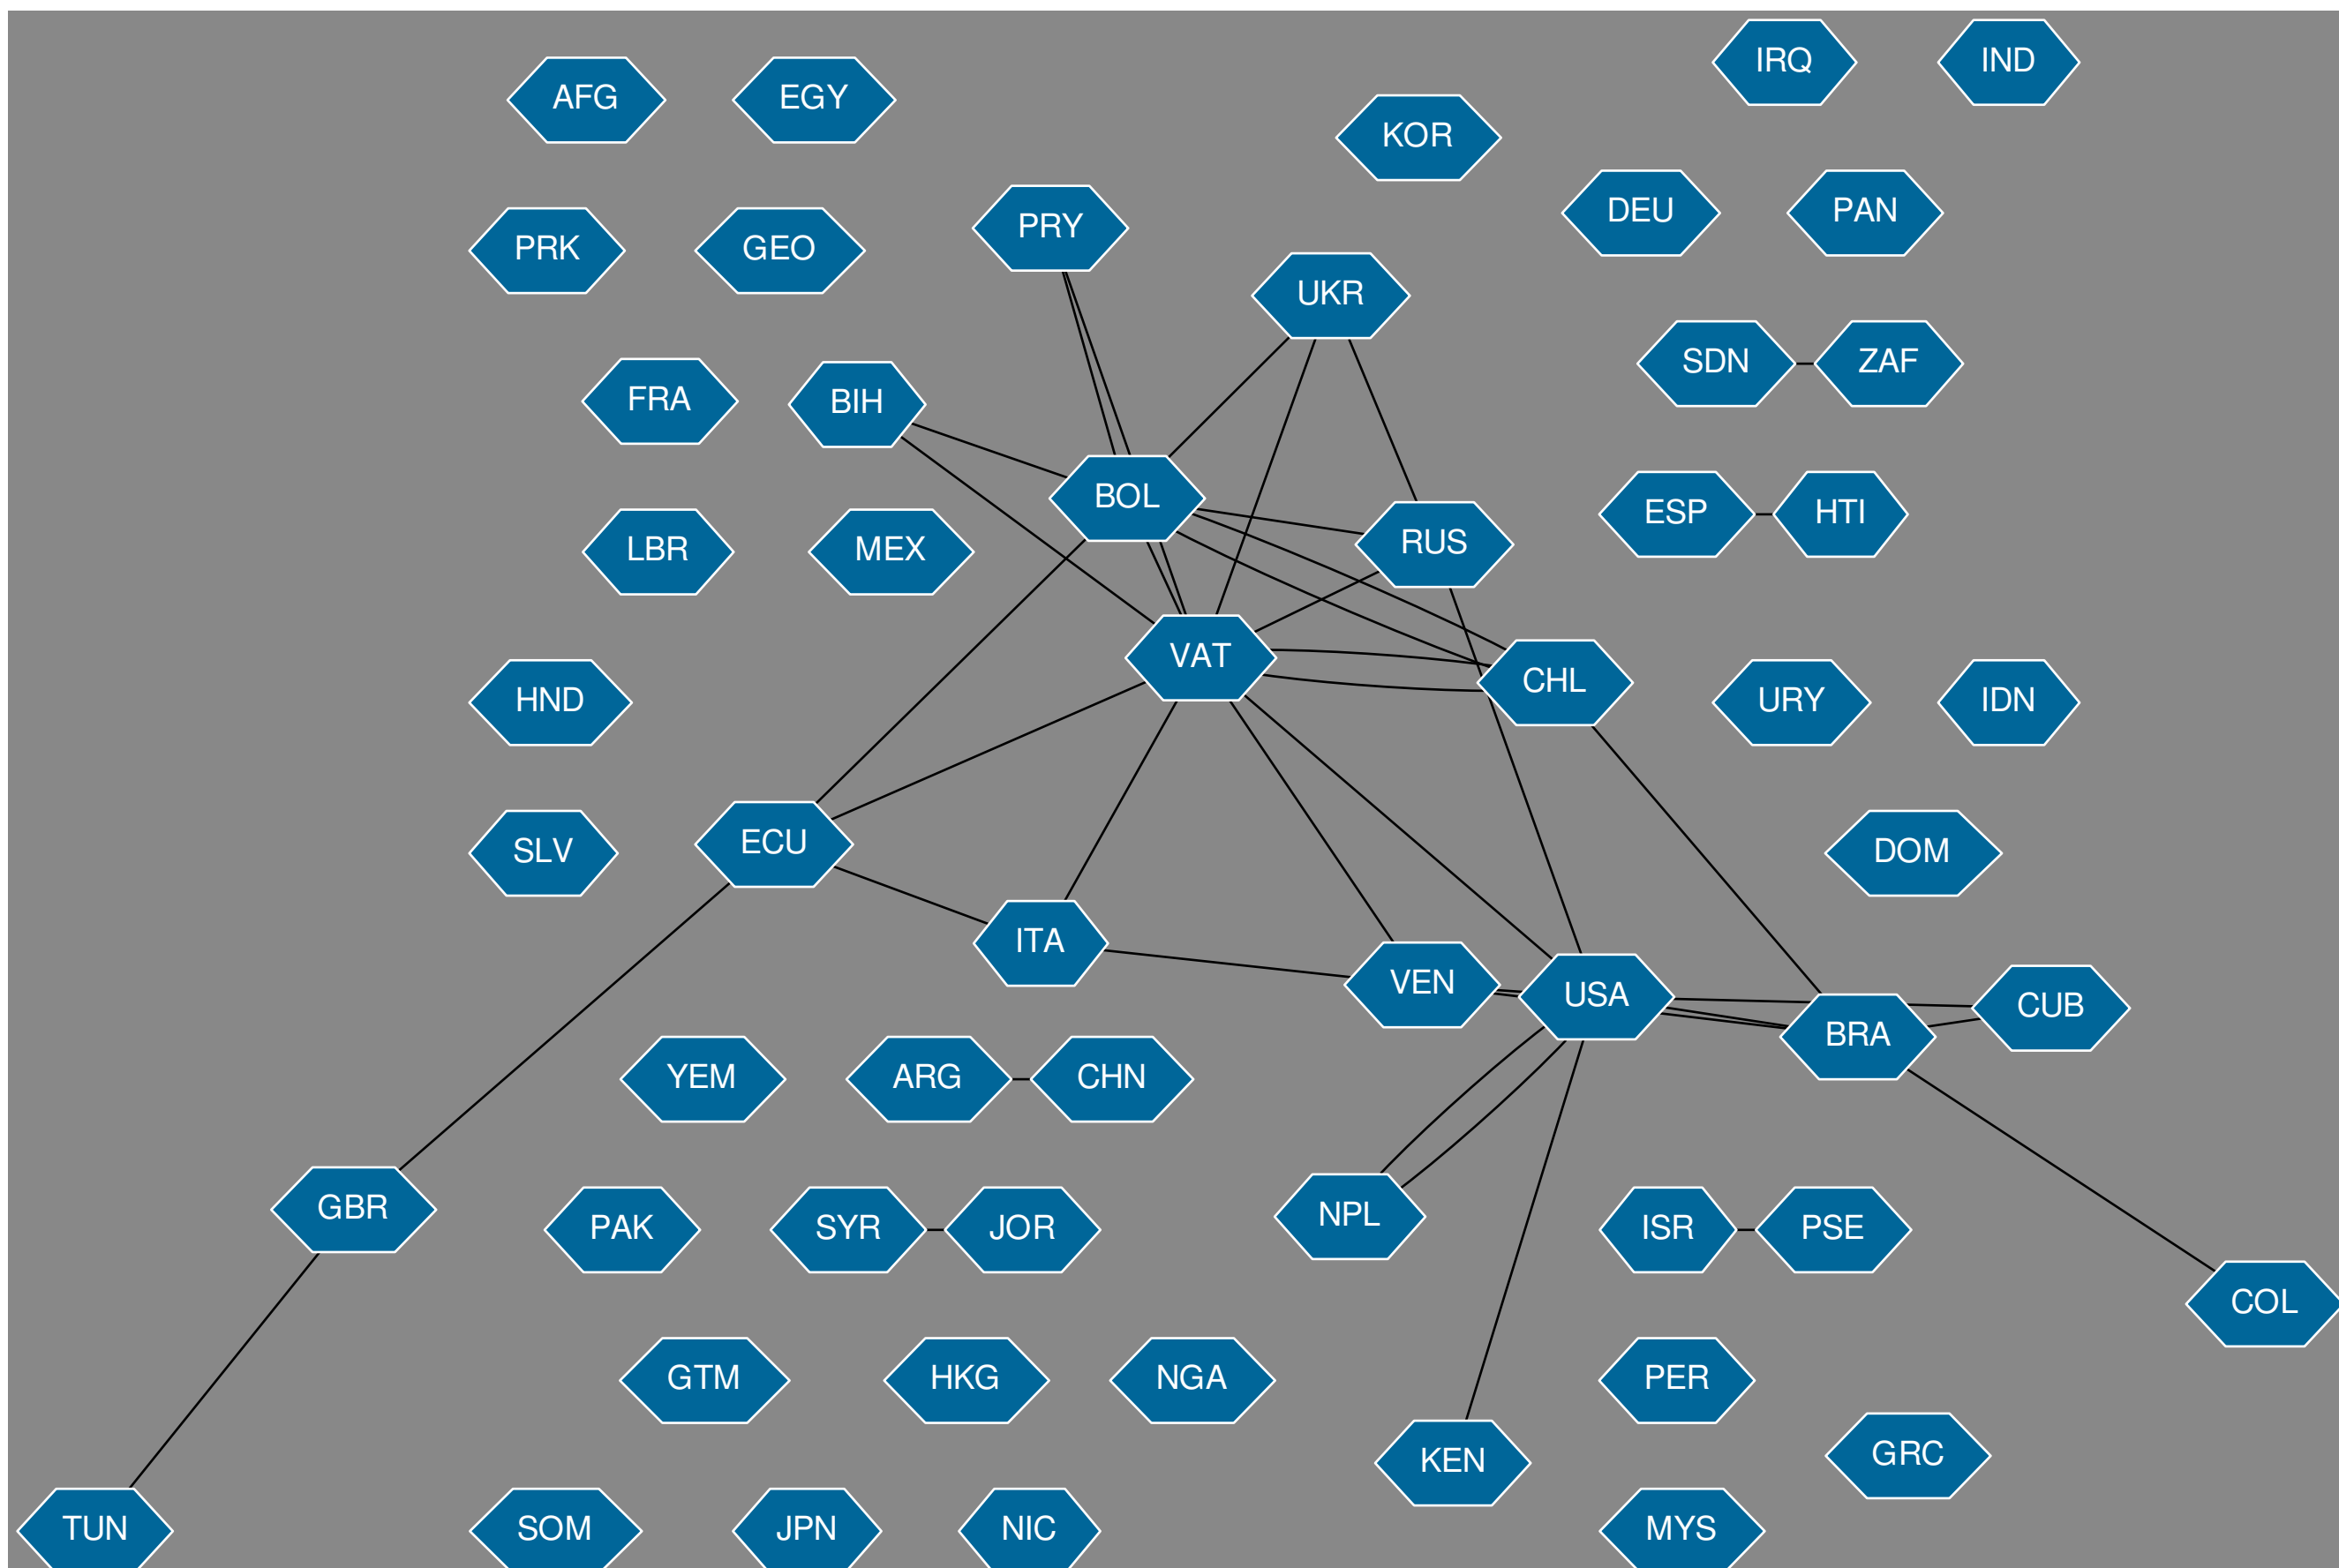 IRQ
IND
AFG
EGY
KOR
DEU
PAN
PRY
PRK
GEO
UKR
SDN
ZAF
FRA
BIH
BOL
ESP
HTI
LBR
MEX
RUS
VAT
CHL
HND
URY
IDN
ECU
SLV
DOM
ITA
VEN
USA
CUB
BRA
YEM
ARG
CHN
GBR
NPL
PAK
SYR
JOR
ISR
PSE
COL
GTM
HKG
NGA
PER
KEN
GRC
TUN
SOM
JPN
NIC
MYS